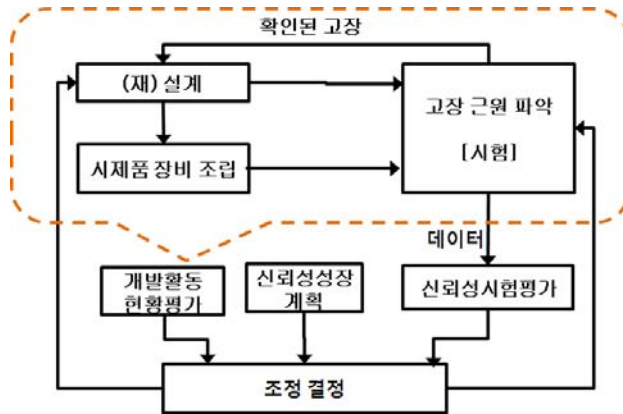 확인된 고장
(재) 설계
고장 근원 파악
[시험]
시제품 장비 조립
데이터
개발활동
현황평가
신뢰성성장
계획
신뢰성시험평가
조정 결정